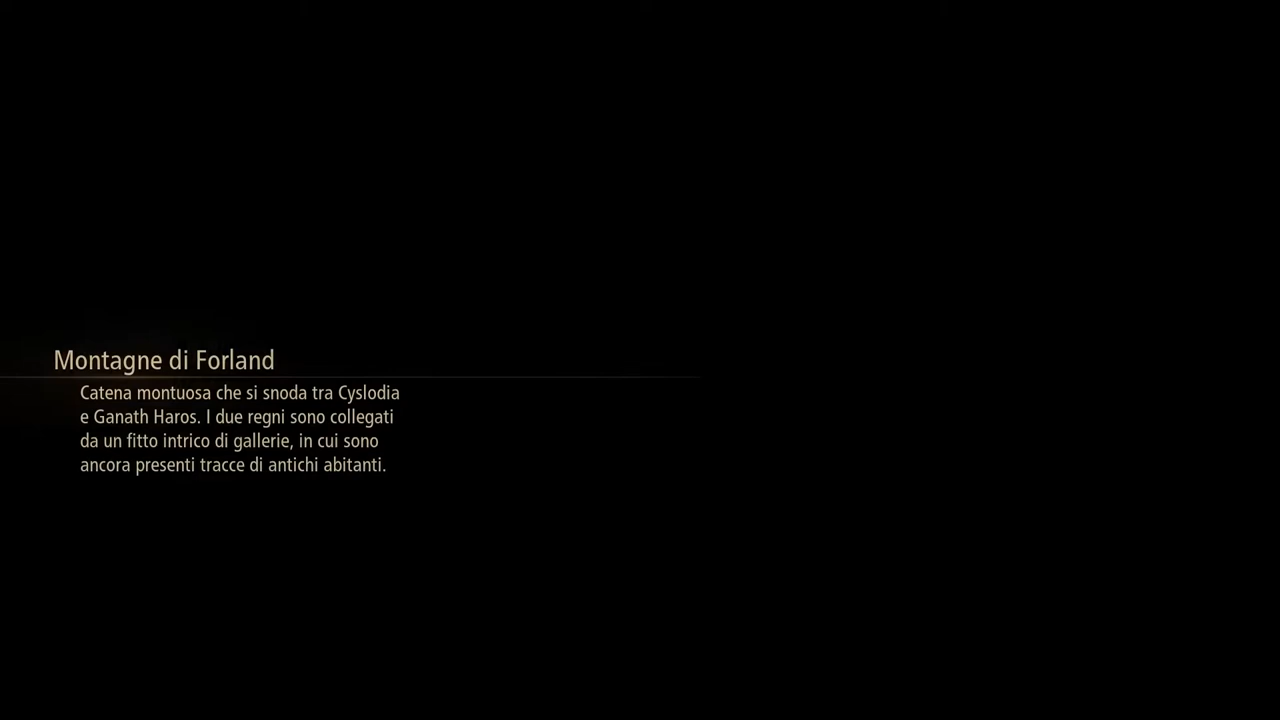 Montagne di Forland
Catena montuosa che si snoda tra Cyslodia
e Ganath Haros. I due regni sono collegati
da un fitto intrico di gallerie, in cui sono
ancora presenti tracce di antichi abitanti.